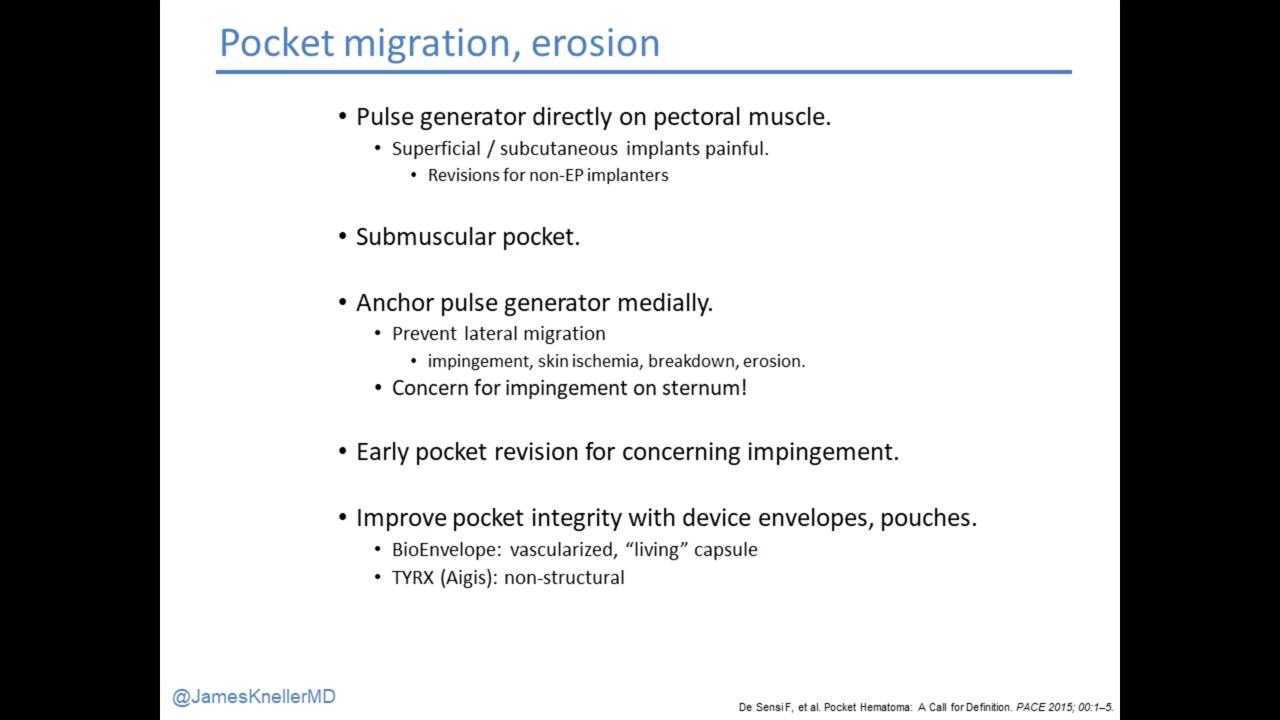 Pocket migration, erosion
• Pulse generator directly on pectoral muscle.
• Superficial / subcutaneous implants painful.
• Revisions for non-EP implanters
• Submuscular pocket.
• Anchor pulse generator medially.
• Prevent lateral migration
• impingement, skin ischemia, breakdown, erosion.
• Concern for impingement on sternum!
• Early pocket revision for concerning impingement.
• Improve pocket integrity with device envelopes, pouches.
• BioEnvelope: vascularized, “living” capsule
• TYRX (Aigis): non-structural
@JamesKnellerMD
De Sensi F, et al. Pocket Hematoma: A Call for Definition. PACE 2015; 00:1–5.